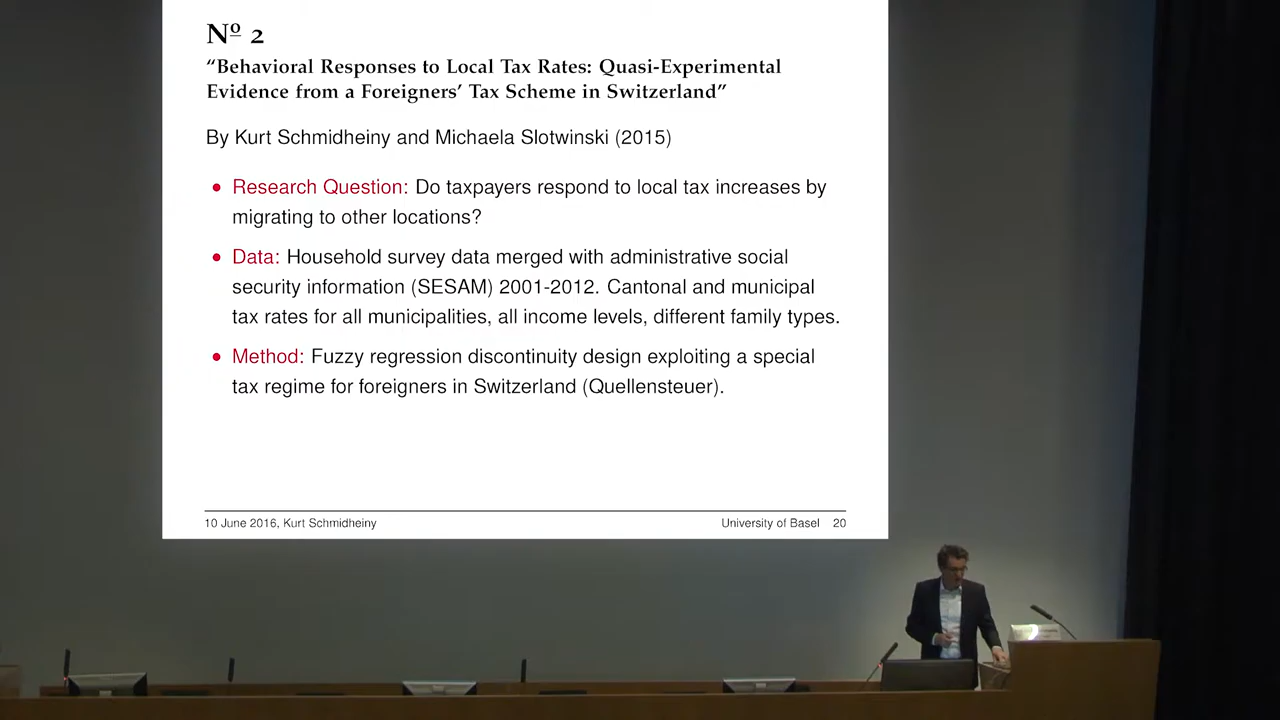 Nº 2
“Behavioral Responses to Local Tax Rates: Quasi-Experimental
Evidence from a Foreigners’ Tax Scheme in Switzerland”
By Kurt Schmidheiny and Michaela Slotwinski (2015)
• Research Question: Do taxpayers respond to local tax increases by
migrating to other locations?
• Data: Household survey data merged with administrative social
security information (SESAM) 2001-2012. Cantonal and municipal
tax rates for all municipalities, all income levels, different family types.
• Method: Fuzzy regression discontinuity design exploiting a special
tax regime for foreigners in Switzerland (Quellensteuer).
10 June 2016, Kurt Schmidheiny
University of Basel 20